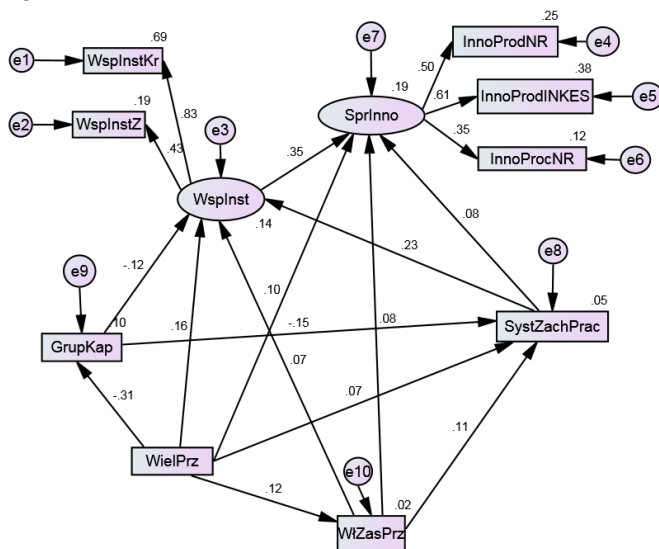 .25
e7
InnoProdNR
e4
.69
e1
WspInstKr
.50
.38
.19
InnoProdINKES
e5
.19
.61
e3
SprInno
.83
e2
WspInstZ
.35
.12
.43
InnoProcNR
e6
.35
WspInst
.14
.08
e8
.23
e9
-.12
.10
.05
.10
.16
-.15
.08
SystZachPrac
GrupKap
.07
.07
-.31
.11
WielPrz
e10
.12
.02
WłZasPrz